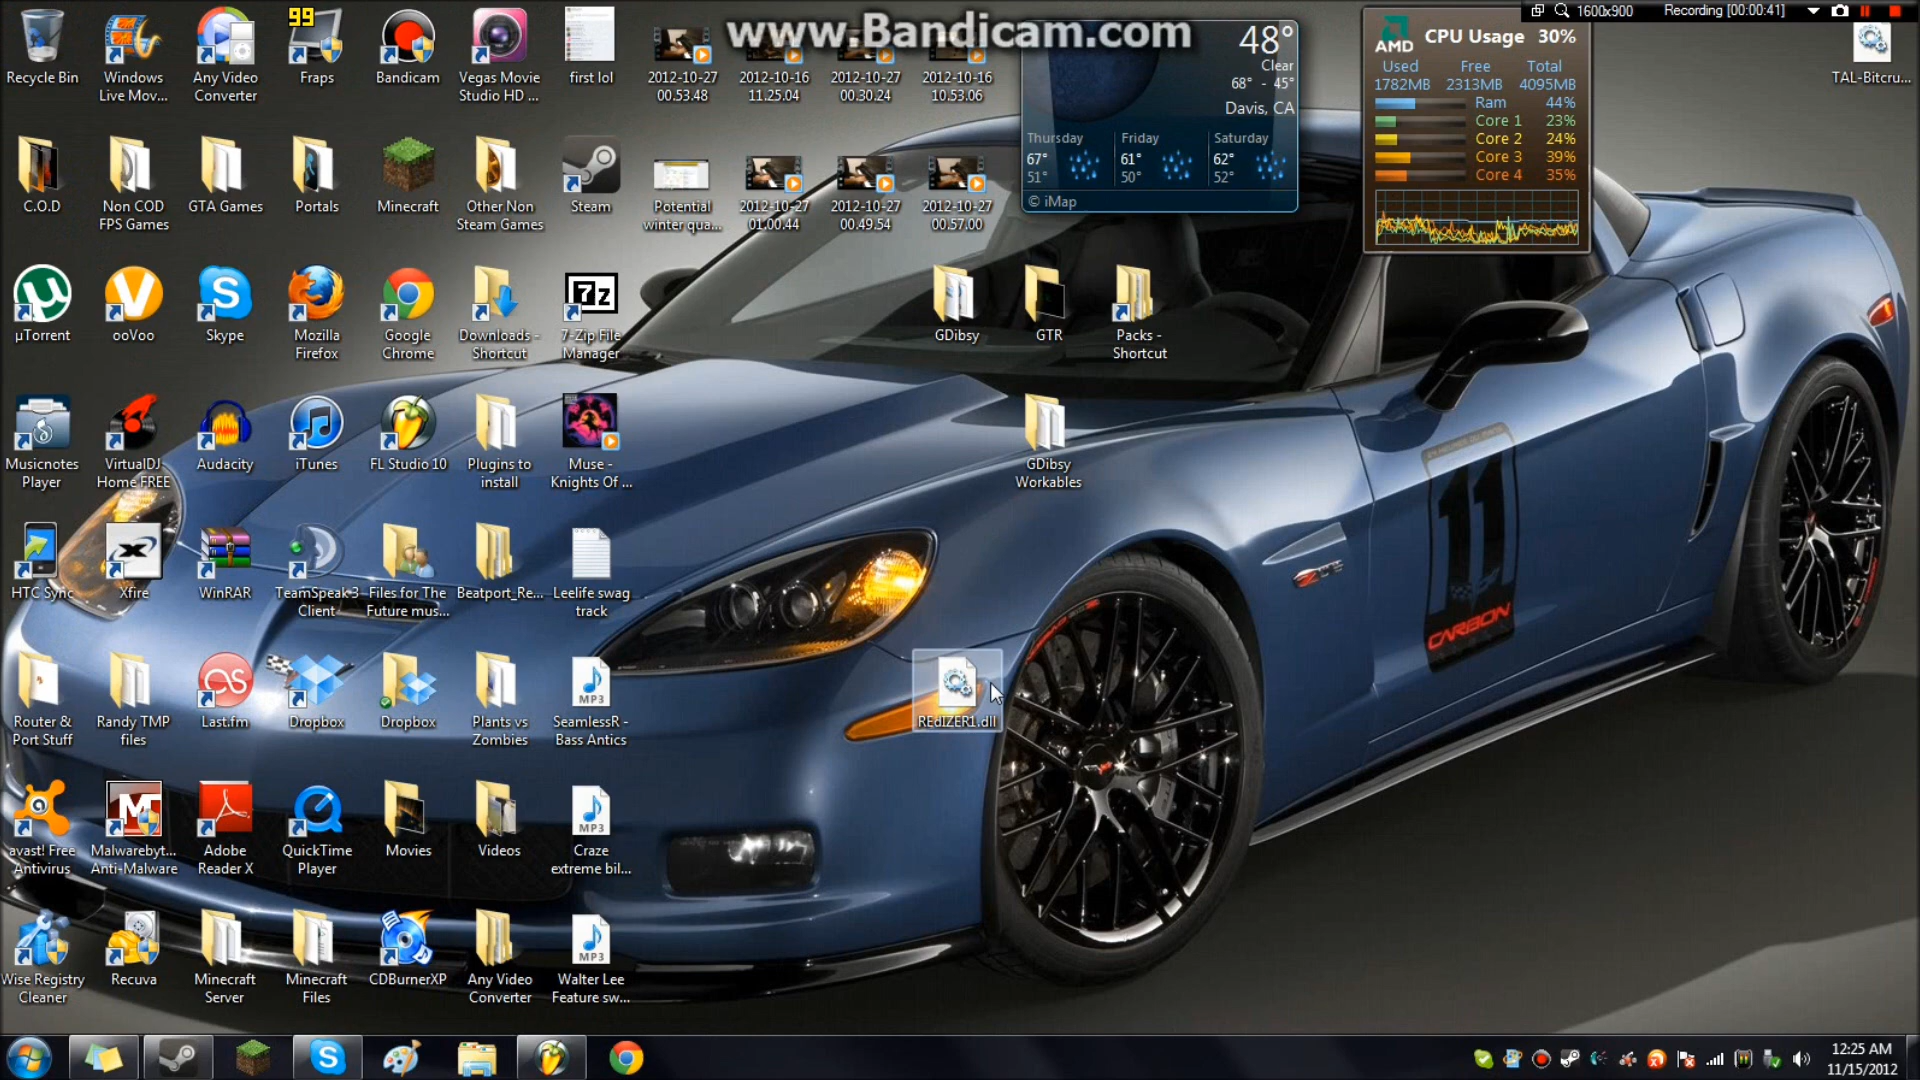 www.Bandicam.com
1600x900
Recording [00:00:41]
Recycle Bin
Windows
Live Mov...
Any Video
Converter
99
Fraps
Bandicam
Vegas Movie
Studio HD ...
first lol
2012-10-27
00.53.48
2012-10-16
11.25.04
2012-10-27
00.30.24
2012-10-16
10.53.06
48°
Clear
68° - 45°
Davis, CA
Thursday
67°
51°
Friday
61°
50°
Saturday
62°
52°
© iMap
AMD
CPU Usage 30%
Used Free Total
1782MB 2313MB 4095MB
Ram 44%
Core 1 23%
Core 2 24%
Core 3 39%
Core 4 35%
TAL-Bitcru...
C.O.D
Non COD
FPS Games
GTA Games
Portals
Minecraft
Other Non
Steam Games
Steam
Potential
winter qua...
2012-10-27
01.00.44
2012-10-27
00.49.54
2012-10-27
00.57.00
µTorrent
ooVoo
Skype
Mozilla
Firefox
Google
Chrome
Downloads -
Shortcut
7z
7-Zip File
Manager
GDibsy
GTR
Packs -
Shortcut
Musicnotes
Player
VirtualDJ
Home FREE
Audacity
iTunes
FL Studio 10
Plugins to
install
Muse -
Knights Of ...
GDibsy
Workables
11
CARBON
Z06
HTC Sync
Xfire
WinRAR
TeamSpeak 3
Client
Files for The
Future mus...
Beatport_Re...
Leelife swag
track
Router &
Port Stuff
Randy TMP
files
Last.fm
Dropbox
Dropbox
Plants vs
Zombies
MP3
SeamlessR -
Bass Antics
REdIZER1.dll
avast! Free
Antivirus
Malwarebyt...
Anti-Malware
Adobe
Reader X
QuickTime
Player
Movies
Videos
MP3
Craze
extreme bil...
Wise Registry
Cleaner
Recuva
Minecraft
Server
Minecraft
Files
CDBurnerXP
Any Video
Converter
MP3
Walter Lee
Feature sw...
12:25 AM
11/15/2012